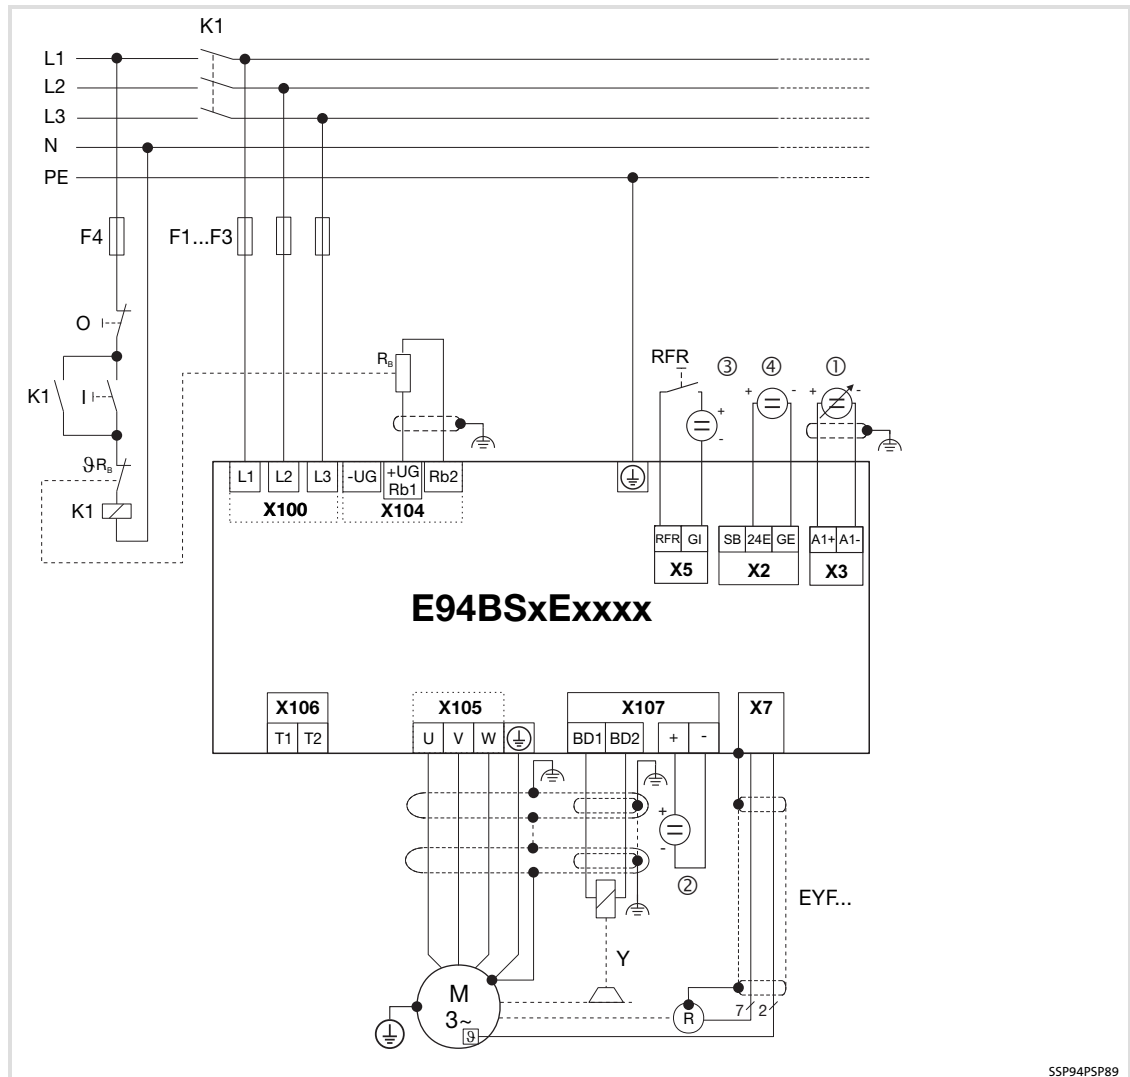 K1
L1
L2
L3
N
PE
F4
F1...F3
O
K1
I
ϑRB
K1
RB
RFR
③
④
①
+
-
+ -
+ -
L1 L2 L3
X100
-UG +UG Rb1 Rb2
X104
RFR GI
X5
SB 24E GE
X2
A1+ A1-
X3
E94BSxExxxx
X106
T1 T2
X105
U V W
X107
BD1 BD2 + -
X7
+
-
②
EYF...
Y
M
3~
ϑ
R
7
2
SSP94PSP89